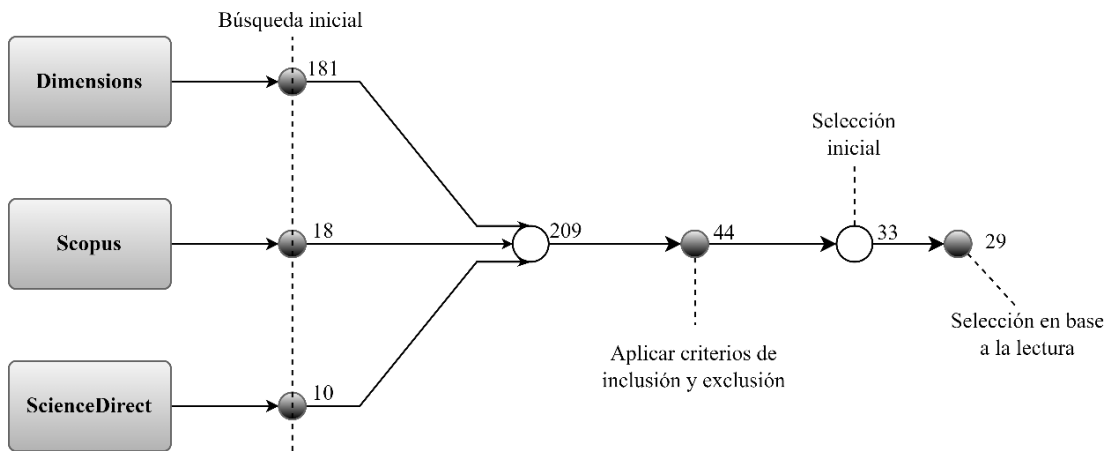 Búsqueda inicial
Dimensions
181
Scopus
18
ScienceDirect
10
209
44
Aplicar criterios de
inclusión y exclusión
Selección
inicial
33
29
Selección en base
a la lectura